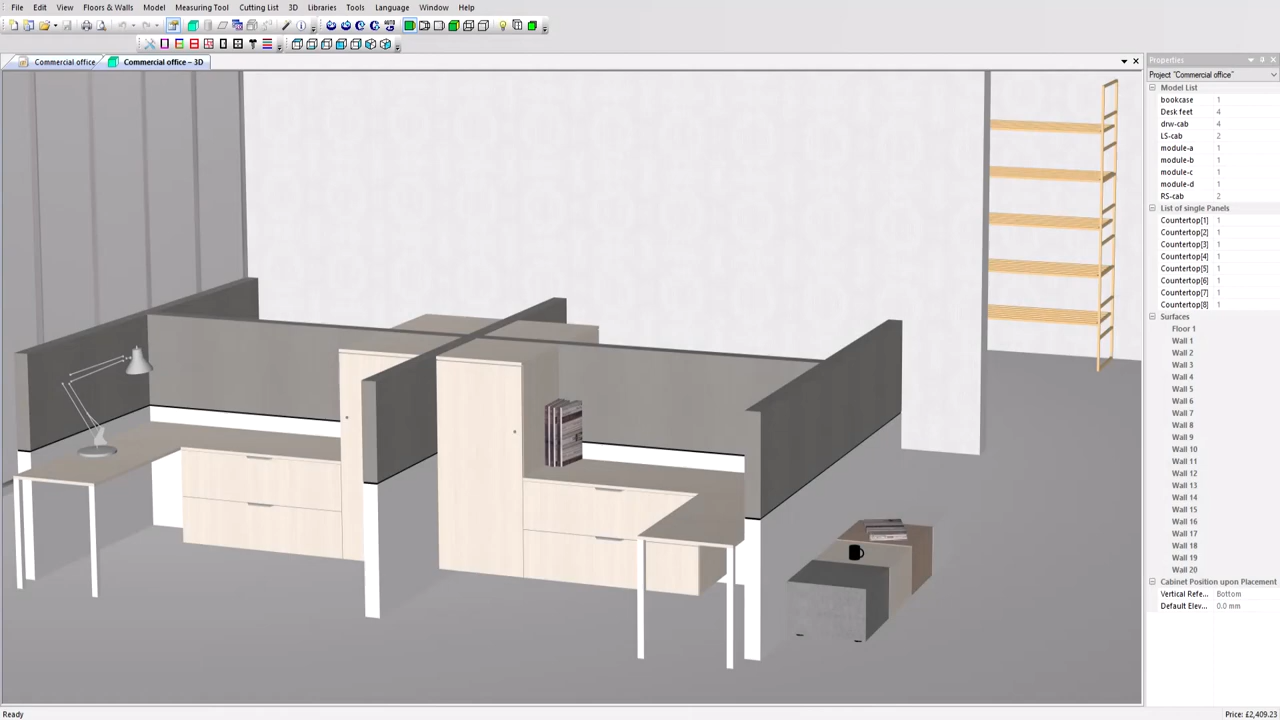 File Edit View Floors & Walls Model Measuring Tool Cutting List 3D Libraries Tools Language Window Help
AUTO
Commercial office Commercial office – 3D
Properties
Project "Commercial office"
Model List
bookcase 1
Desk feet 4
drw-cab 4
LS-cab 2
module-a 1
module-b 1
module-c 1
module-d 1
RS-cab 2
List of single Panels
Countertop[1] 1
Countertop[2] 1
Countertop[3] 1
Countertop[4] 1
Countertop[5] 1
Countertop[6] 1
Countertop[7] 1
Countertop[8] 1
Surfaces
Floor 1
Wall 1
Wall 2
Wall 3
Wall 4
Wall 5
Wall 6
Wall 7
Wall 8
Wall 9
Wall 10
Wall 11
Wall 12
Wall 13
Wall 14
Wall 15
Wall 16
Wall 17
Wall 18
Wall 19
Wall 20
Cabinet Position upon Placement
Vertical Refe... Bottom
Default Elev... 0.0 mm
Ready Price: £2,409.23